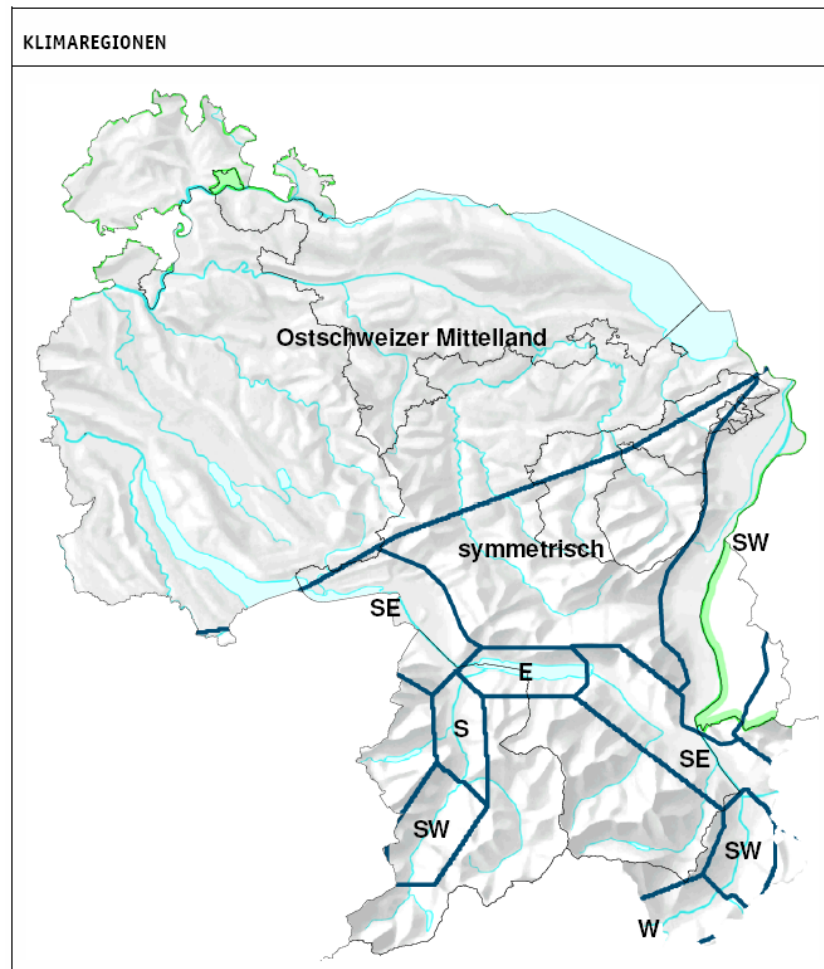 KLIMAREGIONEN
Ostschweizer Mittelland
symmetrisch
SW
SE
E
S
SE
SW
SW
W